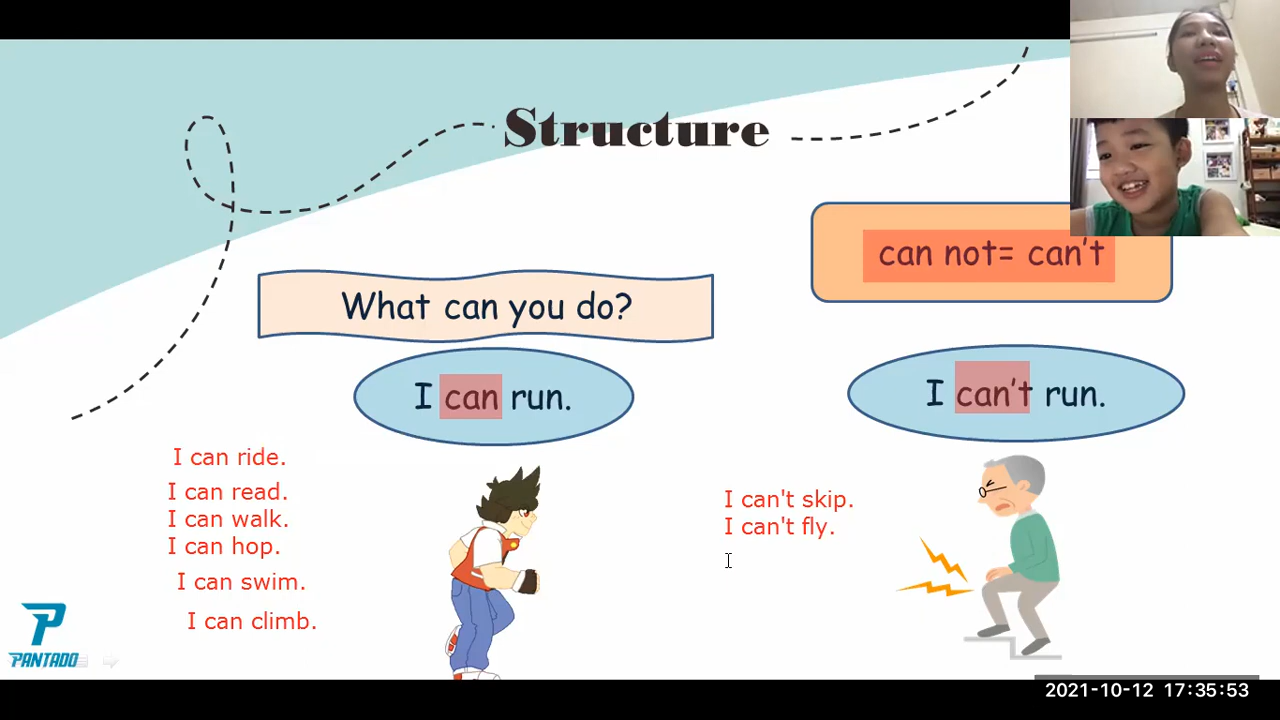 Structure
can not= can't
What can you do?
I can run.
I can't run.
I can ride.
I can read.
I can walk.
I can hop.
I can swim.
I can climb.
I can't skip.
I can't fly.
PANTADO
2021-10-12 17:35:53